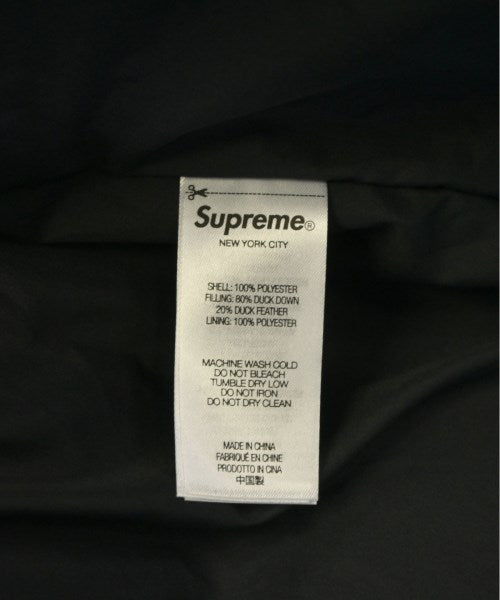 Supreme®
NEW YORK CITY
SHELL: 100% POLYESTER
FILLING: 80% DUCK DOWN
20% DUCK FEATHER
LINING: 100% POLYESTER
MACHINE WASH COLD
DO NOT BLEACH
TUMBLE DRY LOW
DO NOT IRON
DO NOT DRY CLEAN
MADE IN CHINA
FABRIQUÉ EN CHINE
PRODOTTO IN CINA
中国製